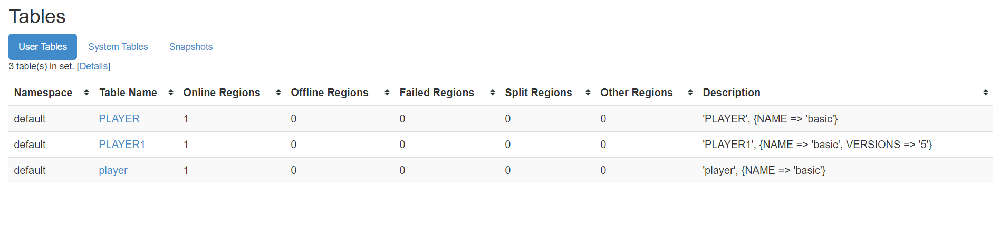 Tables
User Tables System Tables Snapshots
3 table(s) in set. [Details]
Namespace Table Name Online Regions Offline Regions Failed Regions Split Regions Other Regions Description
default PLAYER 1 0 0 0 0 'PLAYER', {NAME => 'basic'}
default PLAYER1 1 0 0 0 0 'PLAYER1', {NAME => 'basic', VERSIONS => '5'}
default player 1 0 0 0 0 'player', {NAME => 'basic'}